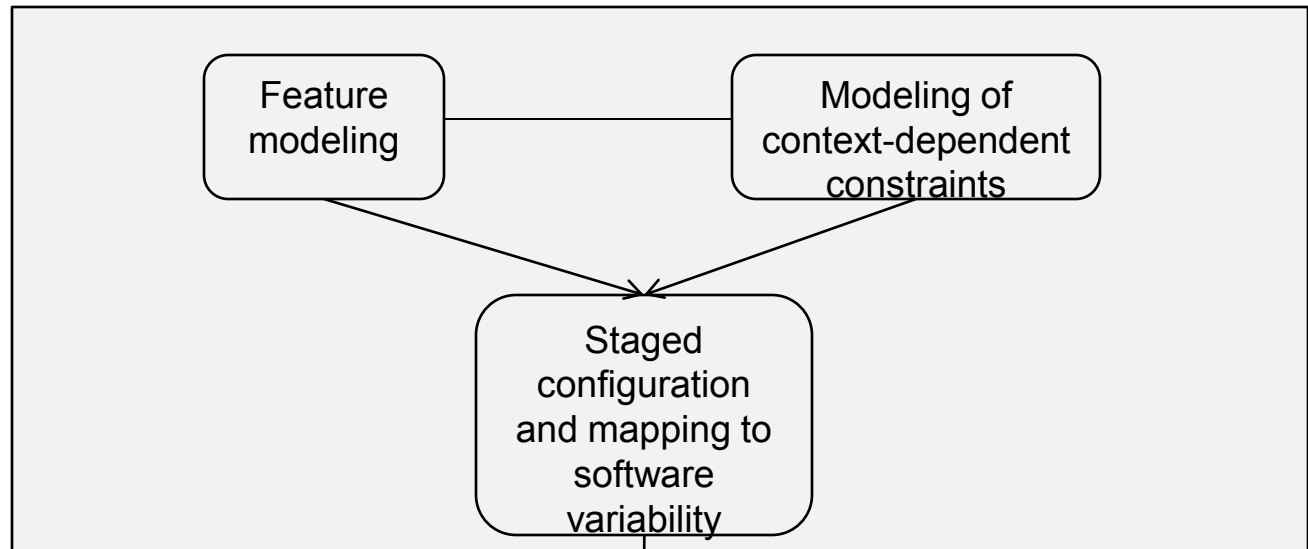 Feature
modeling
Modeling of
context-dependent
constraints
Staged
configuration
and mapping to
software
variability